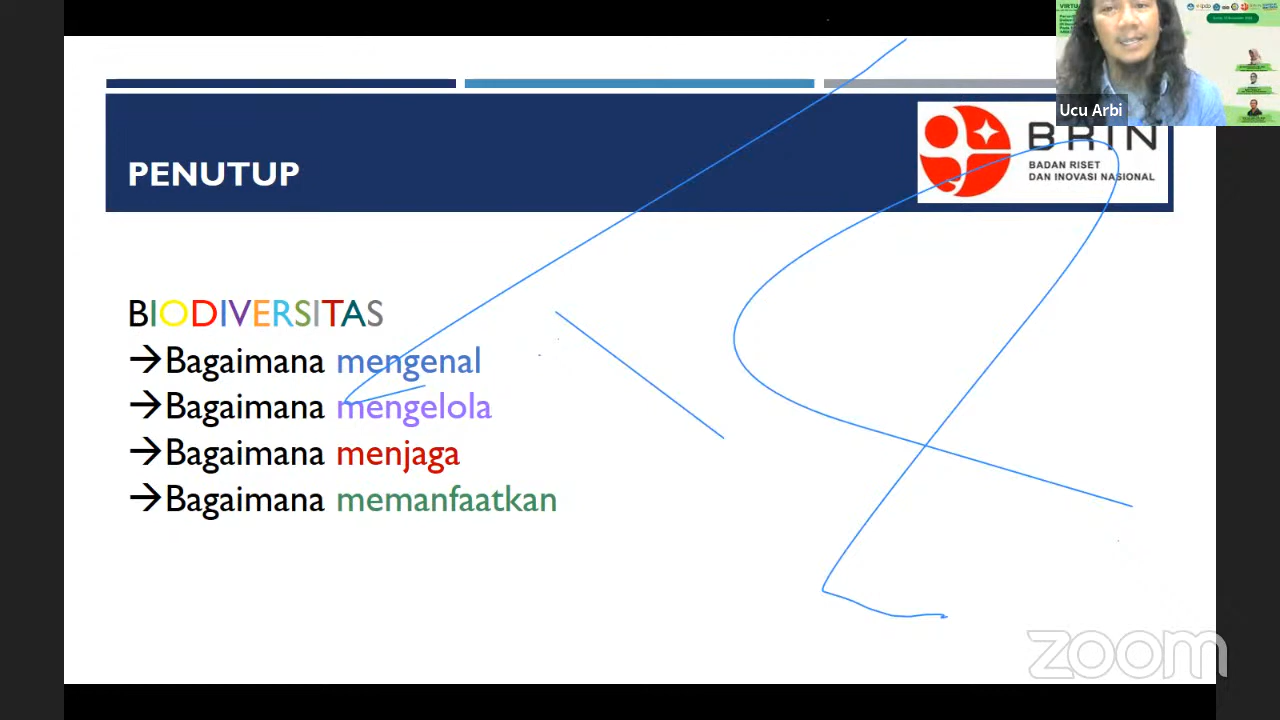 VIRTU
Ucu Arbi
BRIN
BADAN RISET
DAN INOVASI NASIONAL
PENUTUP
BIODIVERSITAS
→Bagaimana mengenal
→Bagaimana mengelola
→Bagaimana menjaga
→Bagaimana memanfaatkan
zoom